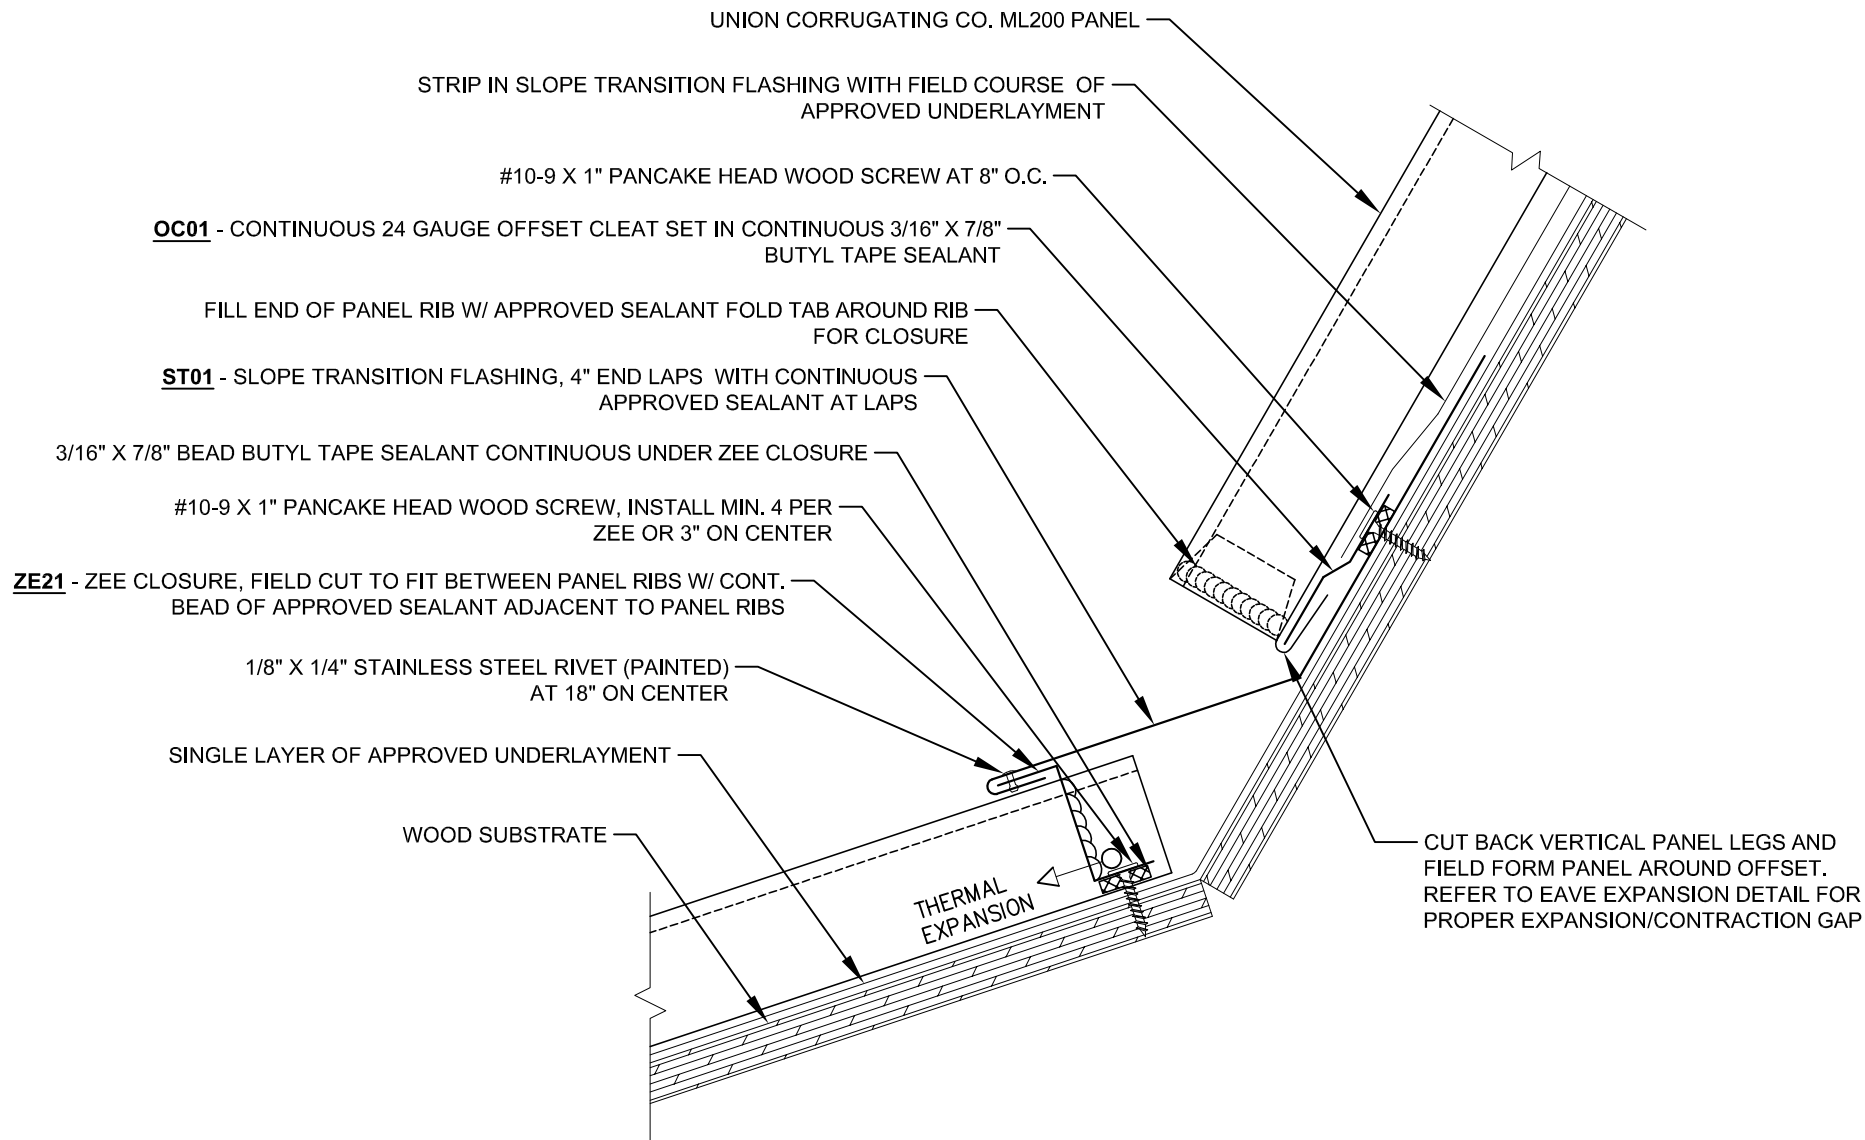 UNION CORRUGATING CO. ML200 PANEL
STRIP IN SLOPE TRANSITION FLASHING WITH FIELD COURSE OF
APPROVED UNDERLAYMENT
#10-9 X 1" PANCAKE HEAD WOOD SCREW AT 8" O.C.
OC01 - CONTINUOUS 24 GAUGE OFFSET CLEAT SET IN CONTINUOUS 3/16" X 7/8"
BUTYL TAPE SEALANT
FILL END OF PANEL RIB W/ APPROVED SEALANT FOLD TAB AROUND RIB
FOR CLOSURE
ST01 - SLOPE TRANSITION FLASHING, 4" END LAPS WITH CONTINUOUS
APPROVED SEALANT AT LAPS
3/16" X 7/8" BEAD BUTYL TAPE SEALANT CONTINUOUS UNDER ZEE CLOSURE
#10-9 X 1" PANCAKE HEAD WOOD SCREW, INSTALL MIN. 4 PER
ZEE OR 3" ON CENTER
ZE21 - ZEE CLOSURE, FIELD CUT TO FIT BETWEEN PANEL RIBS W/ CONT.
BEAD OF APPROVED SEALANT ADJACENT TO PANEL RIBS
1/8" X 1/4" STAINLESS STEEL RIVET (PAINTED)
AT 18" ON CENTER
SINGLE LAYER OF APPROVED UNDERLAYMENT
WOOD SUBSTRATE
THERMAL
EXPANSION
CUT BACK VERTICAL PANEL LEGS AND
FIELD FORM PANEL AROUND OFFSET.
REFER TO EAVE EXPANSION DETAIL FOR
PROPER EXPANSION/CONTRACTION GAP